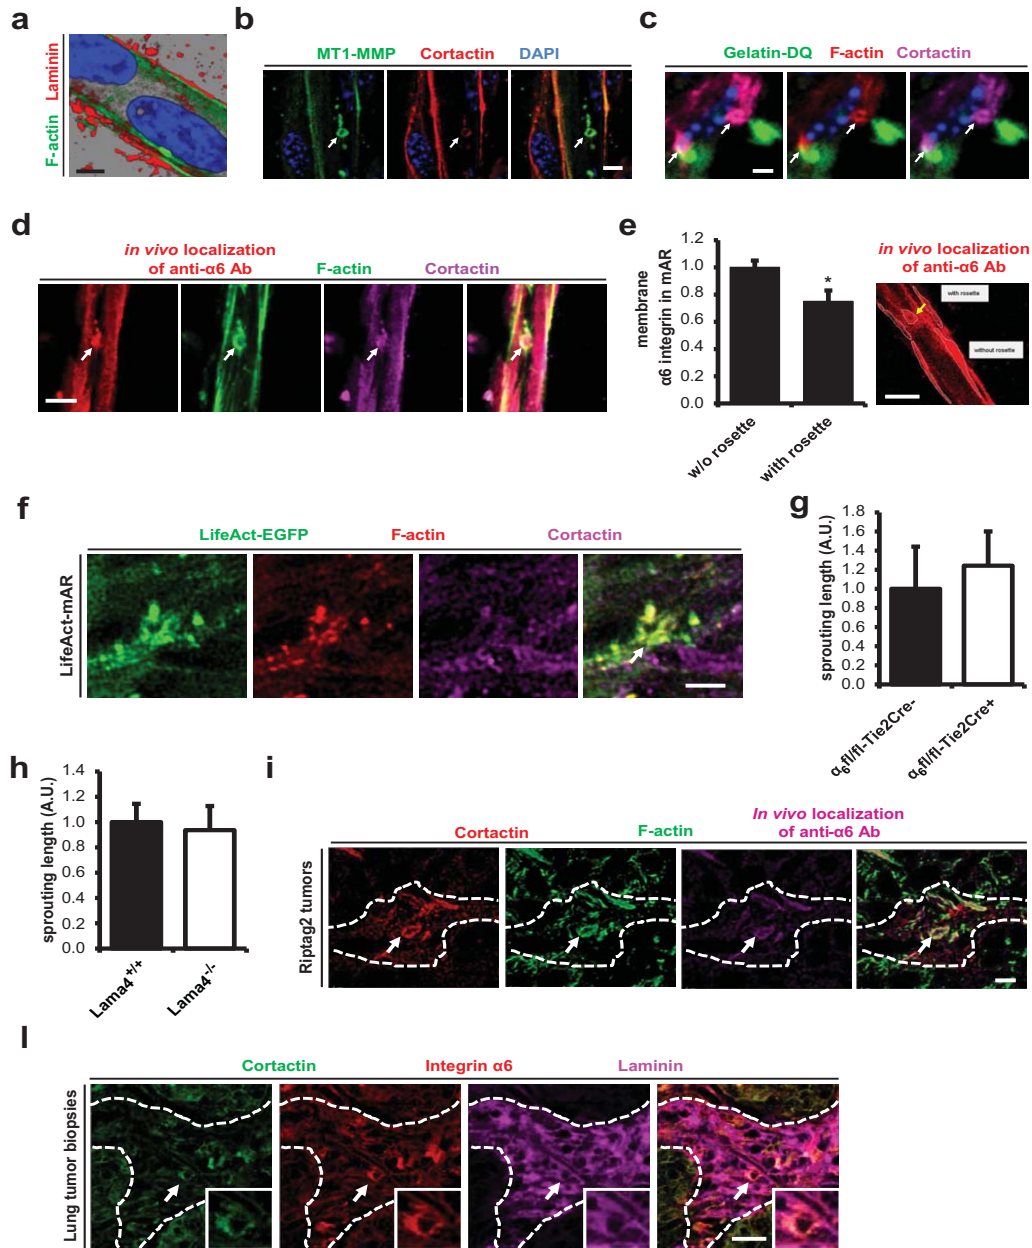 a
F-actin Laminin
b
MT1-MMP Cortactin DAPI
c
Gelatin-DQ F-actin Cortactin
d
in vivo localization
of anti-α6 Ab
F-actin
Cortactin
e
membrane
α6 integrin in mAR
1.2
1.0
0.8
0.6
0.4
0.2
0.0
*
w/o rosette
with rosette
in vivo localization
of anti-α6 Ab
with rosette
without rosette
f
LifeAct-EGFP F-actin Cortactin
LifeAct-mAR
g
sprouting length (A.U.)
1.8
1.6
1.4
1.2
1.0
0.8
0.6
0.4
0.2
0.0
α6fl/fl-Tie2Cre-
α6fl/fl-Tie2Cre+
h
sprouting length (A.U.)
1.4
1.2
1.0
0.8
0.6
0.4
0.2
0.0
Lama4+/+
Lama4-/-
i
Cortactin
F-actin
In vivo localization
of anti-α6 Ab
Riptag2 tumors
l
Cortactin Integrin α6 Laminin
Lung tumor biopsies